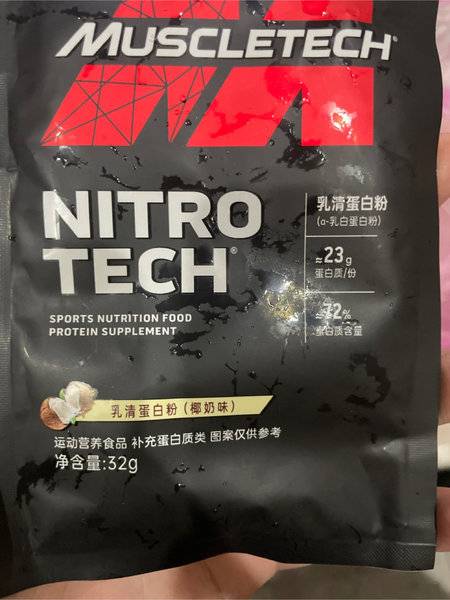 MUSCLETECH®
NITRO
TECH®
SPORTS NUTRITION FOOD
PROTEIN SUPPLEMENT
乳清蛋白粉
(α-乳白蛋白粉)
≈23g
蛋白质/份
≈72%
蛋白质含量
乳清蛋白粉(椰奶味)
运动营养食品 补充蛋白质类 图案仅供参考
净含量:32g